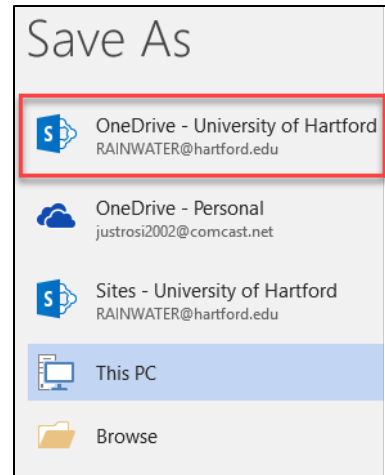 Save As
OneDrive - University of Hartford
RAINWATER@hartford.edu
OneDrive - Personal
justrosi2002@comcast.net
Sites - University of Hartford
RAINWATER@hartford.edu
This PC
Browse